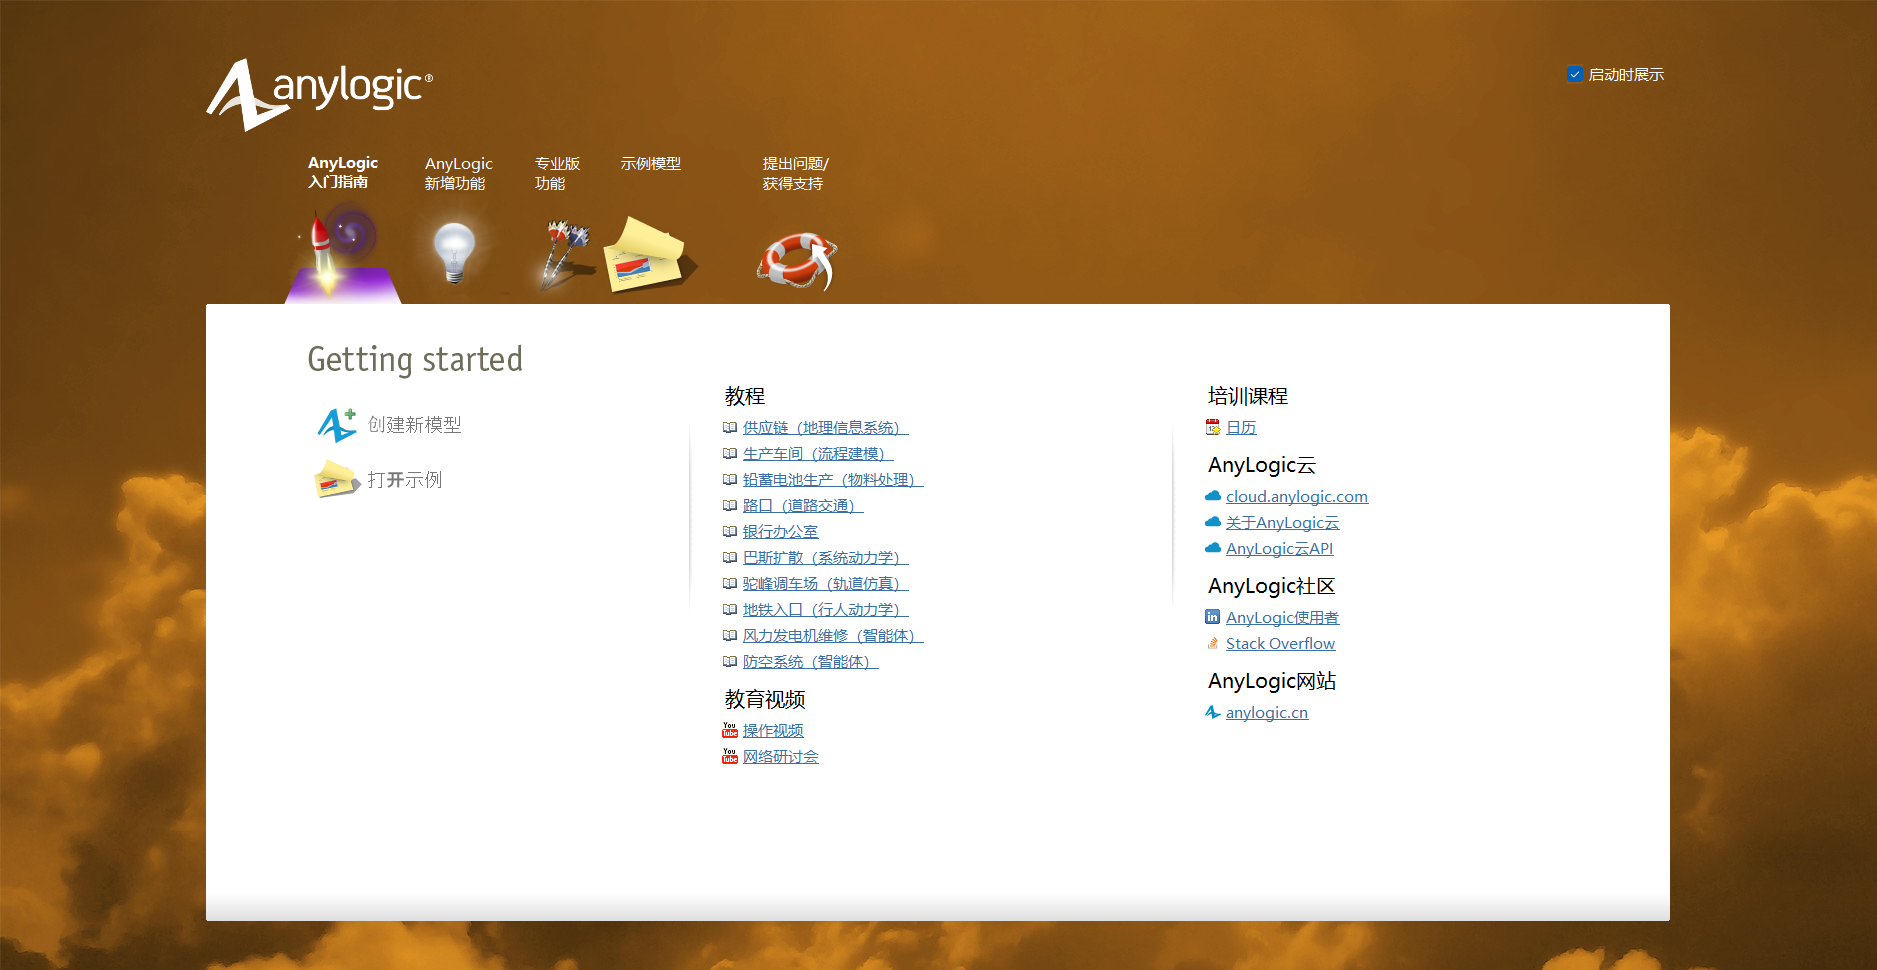 anylogic®
启动时展示
AnyLogic
入门指南
AnyLogic
新增功能
专业版
功能
示例模型
提出问题/
获得支持
Getting started
创建新模型
打开示例
教程
供应链（地理信息系统）
生产车间（流程建模）
铅蓄电池生产（物料处理）
路口（道路交通）
银行办公室
巴斯扩散（系统动力学）
驼峰调车场（轨道仿真）
地铁入口（行人动力学）
风力发电机维修（智能体）
防空系统（智能体）
教育视频
You
Tube
操作视频
You
Tube
网络研讨会
培训课程
12
日历
AnyLogic云
cloud.anylogic.com
关于AnyLogic云
AnyLogic云API
AnyLogic社区
in
AnyLogic使用者
Stack Overflow
AnyLogic网站
anylogic.cn